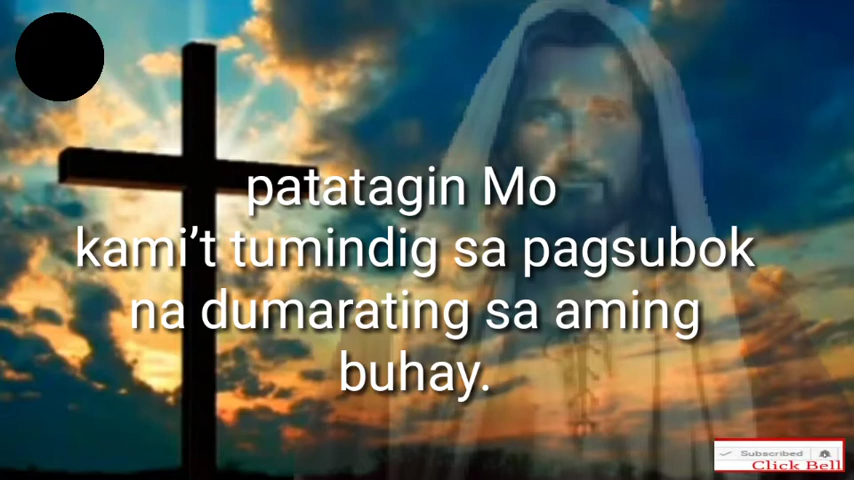 patatagin Mo
kami't tumindig sa pagsubok
na dumarating sa aming
buhay.
Subscribed
Click Bell